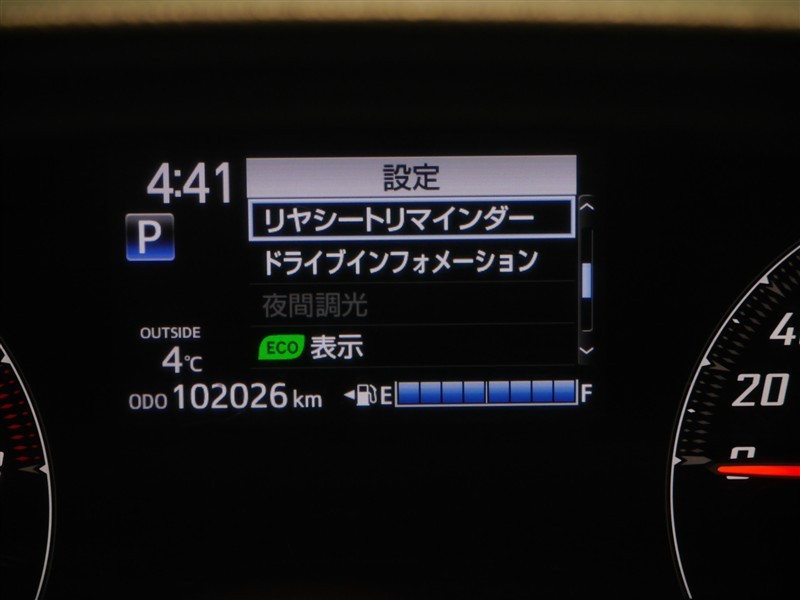 4:41
設定
P
リヤシートリマインダー
ドライブインフォメーション
夜間調光
ECO 表示
OUTSIDE
4℃
ODO 102026 km
E F
20
0